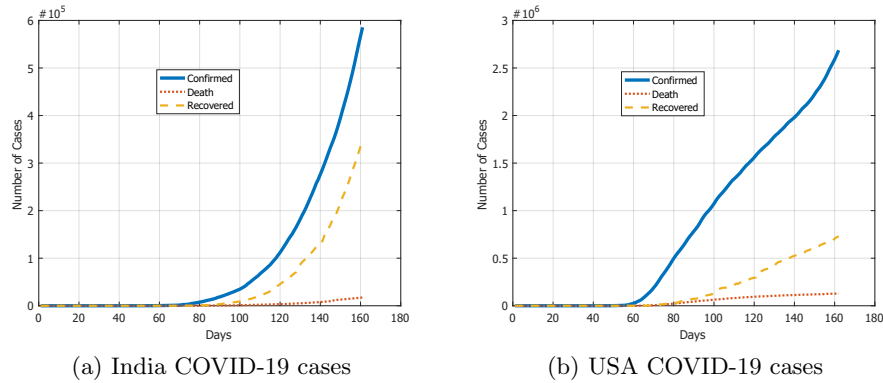 #10^5
6
5
4
3
2
1
0
Number of Cases
Confirmed
Death
Recovered
0 20 40 60 80 100 120 140 160 180
Days
(a) India COVID-19 cases
#10^6
3
2.5
2
1.5
1
0.5
0
Number of Cases
Confirmed
Death
Recovered
0 20 40 60 80 100 120 140 160 180
Days
(b) USA COVID-19 cases